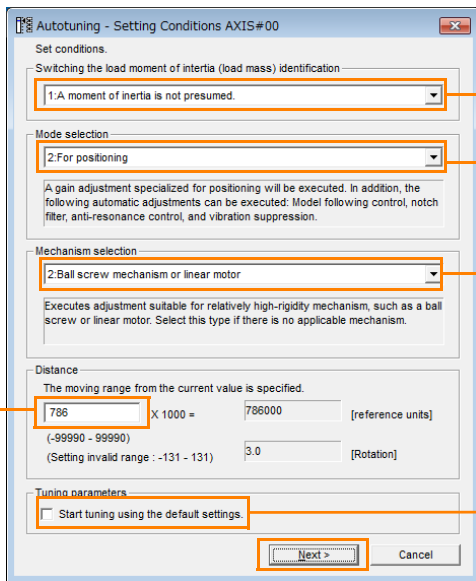 Autotuning - Setting Conditions AXIS#00
Set conditions.
Switching the load moment of intertia (load mass) identification
1:A moment of inertia is not presumed.
Mode selection
2:For positioning
A gain adjustment specialized for positioning will be executed. In addition, the
following automatic adjustments can be executed: Model following control, notch
filter, anti-resonance control, and vibration suppression.
Mechanism selection
2:Ball screw mechanism or linear motor
Executes adjustment suitable for relatively high-rigidity mechanism, such as a ball
screw or linear motor. Select this type if there is no applicable mechanism.
Distance
The moving range from the current value is specified.
786 X 1000 = 786000 [reference units]
(-99990 - 99990)
(Setting invalid range : -131 - 131) 3.0 [Rotation]
Tuning parameters
Start tuning using the default settings.
Next > Cancel